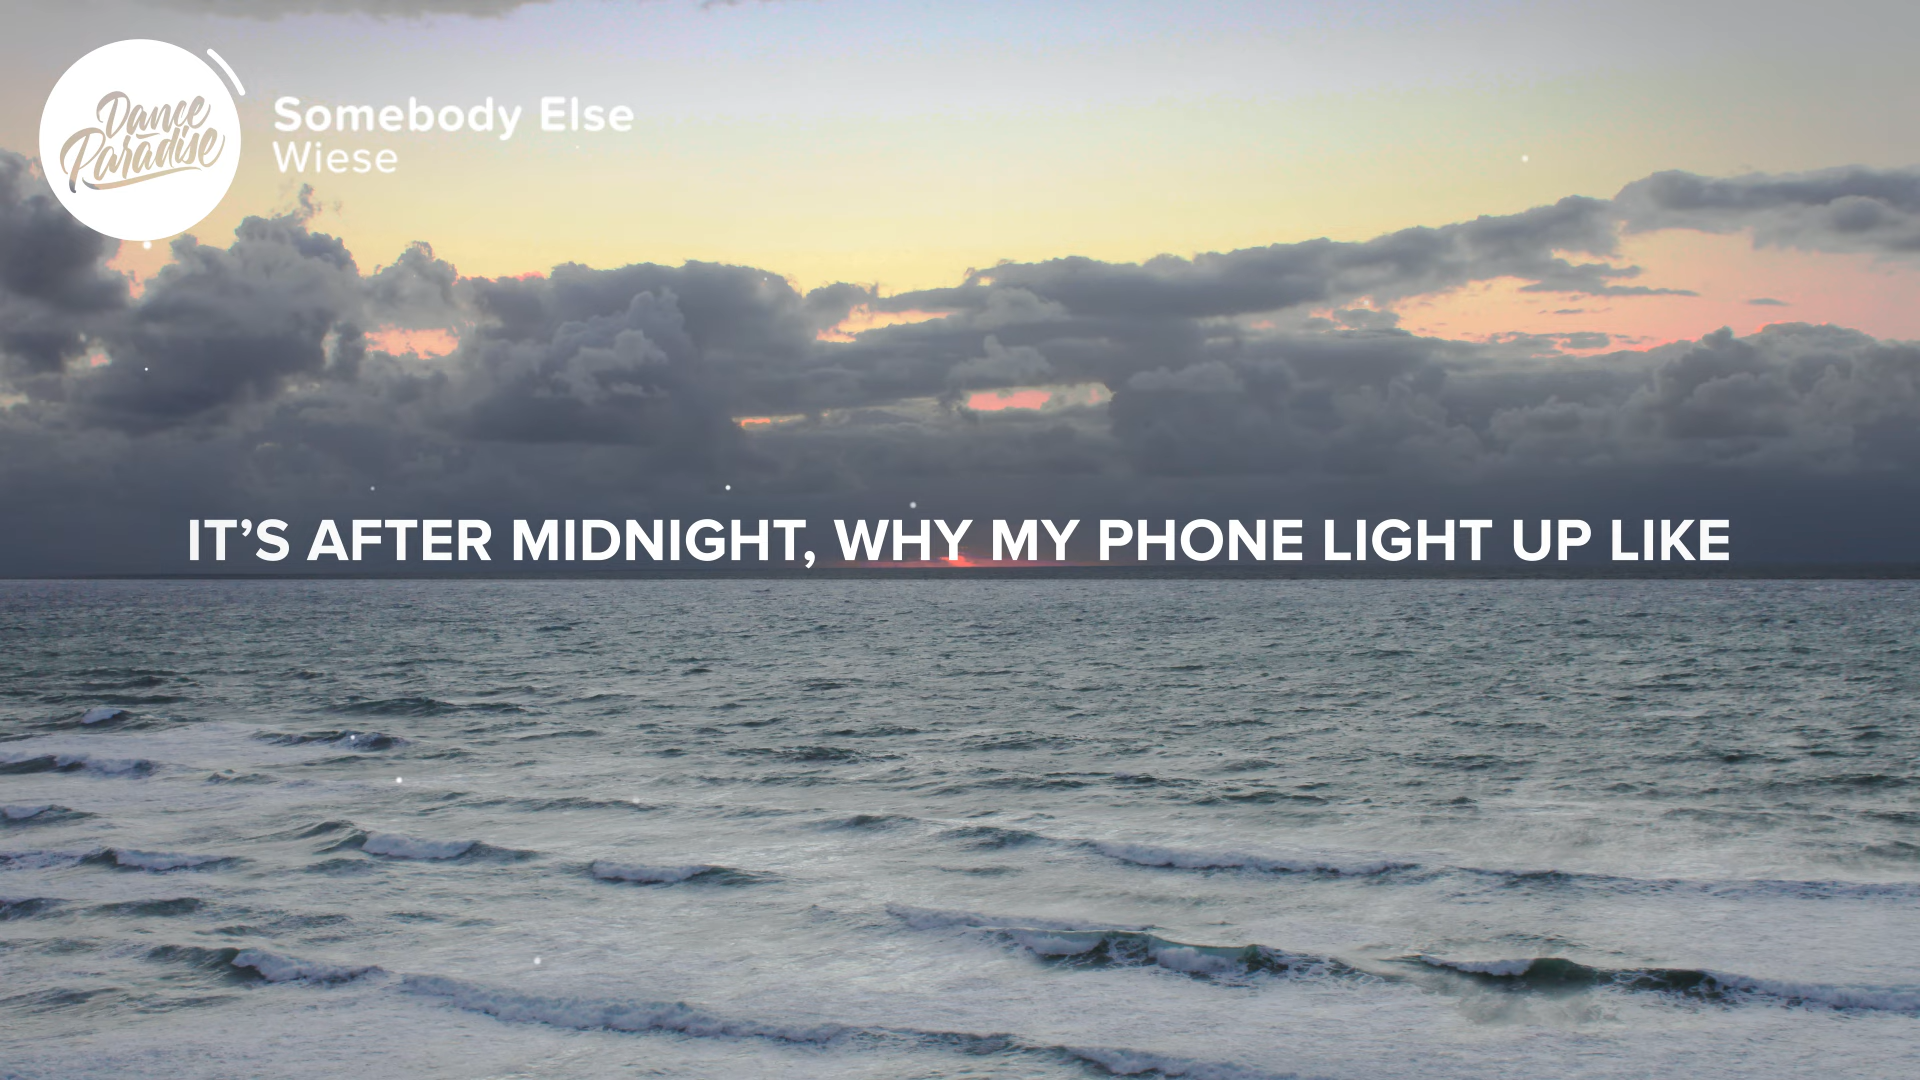 Dance
Paradise
Somebody Else
Wiese
IT’S AFTER MIDNIGHT, WHY MY PHONE LIGHT UP LIKE